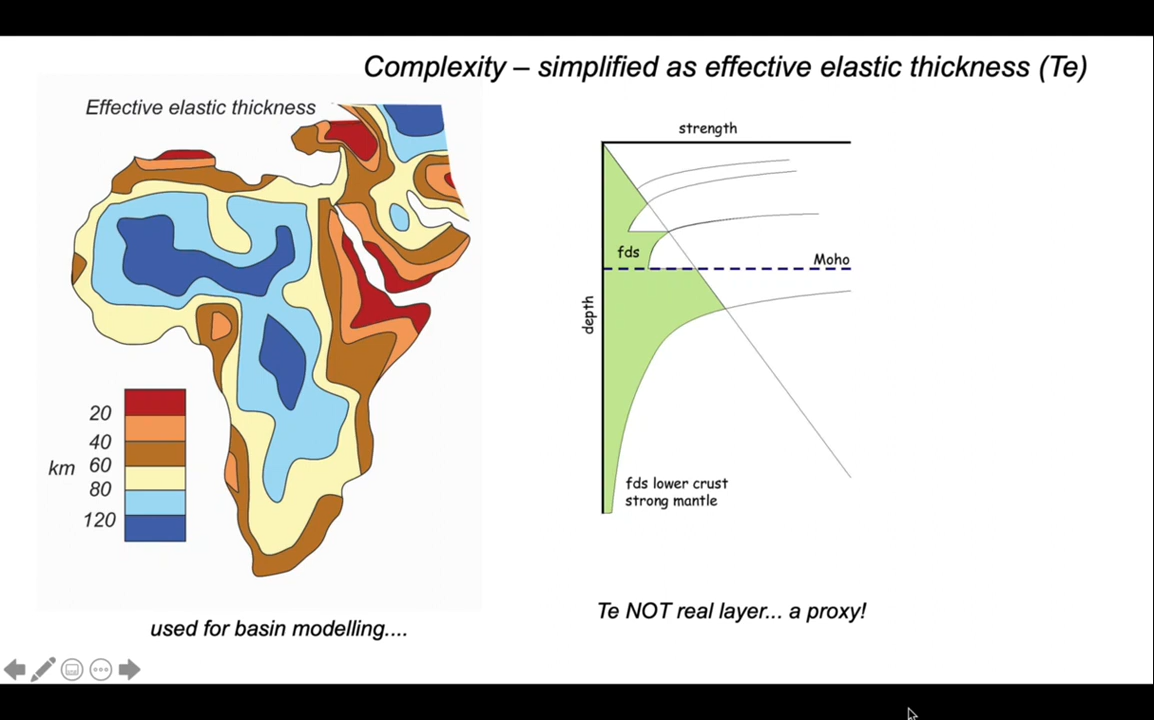 Complexity – simplified as effective elastic thickness (Te)
Effective elastic thickness
20
40
km
60
80
120
used for basin modelling....
strength
depth
fds
Moho
fds lower crust
strong mantle
Te NOT real layer... a proxy!